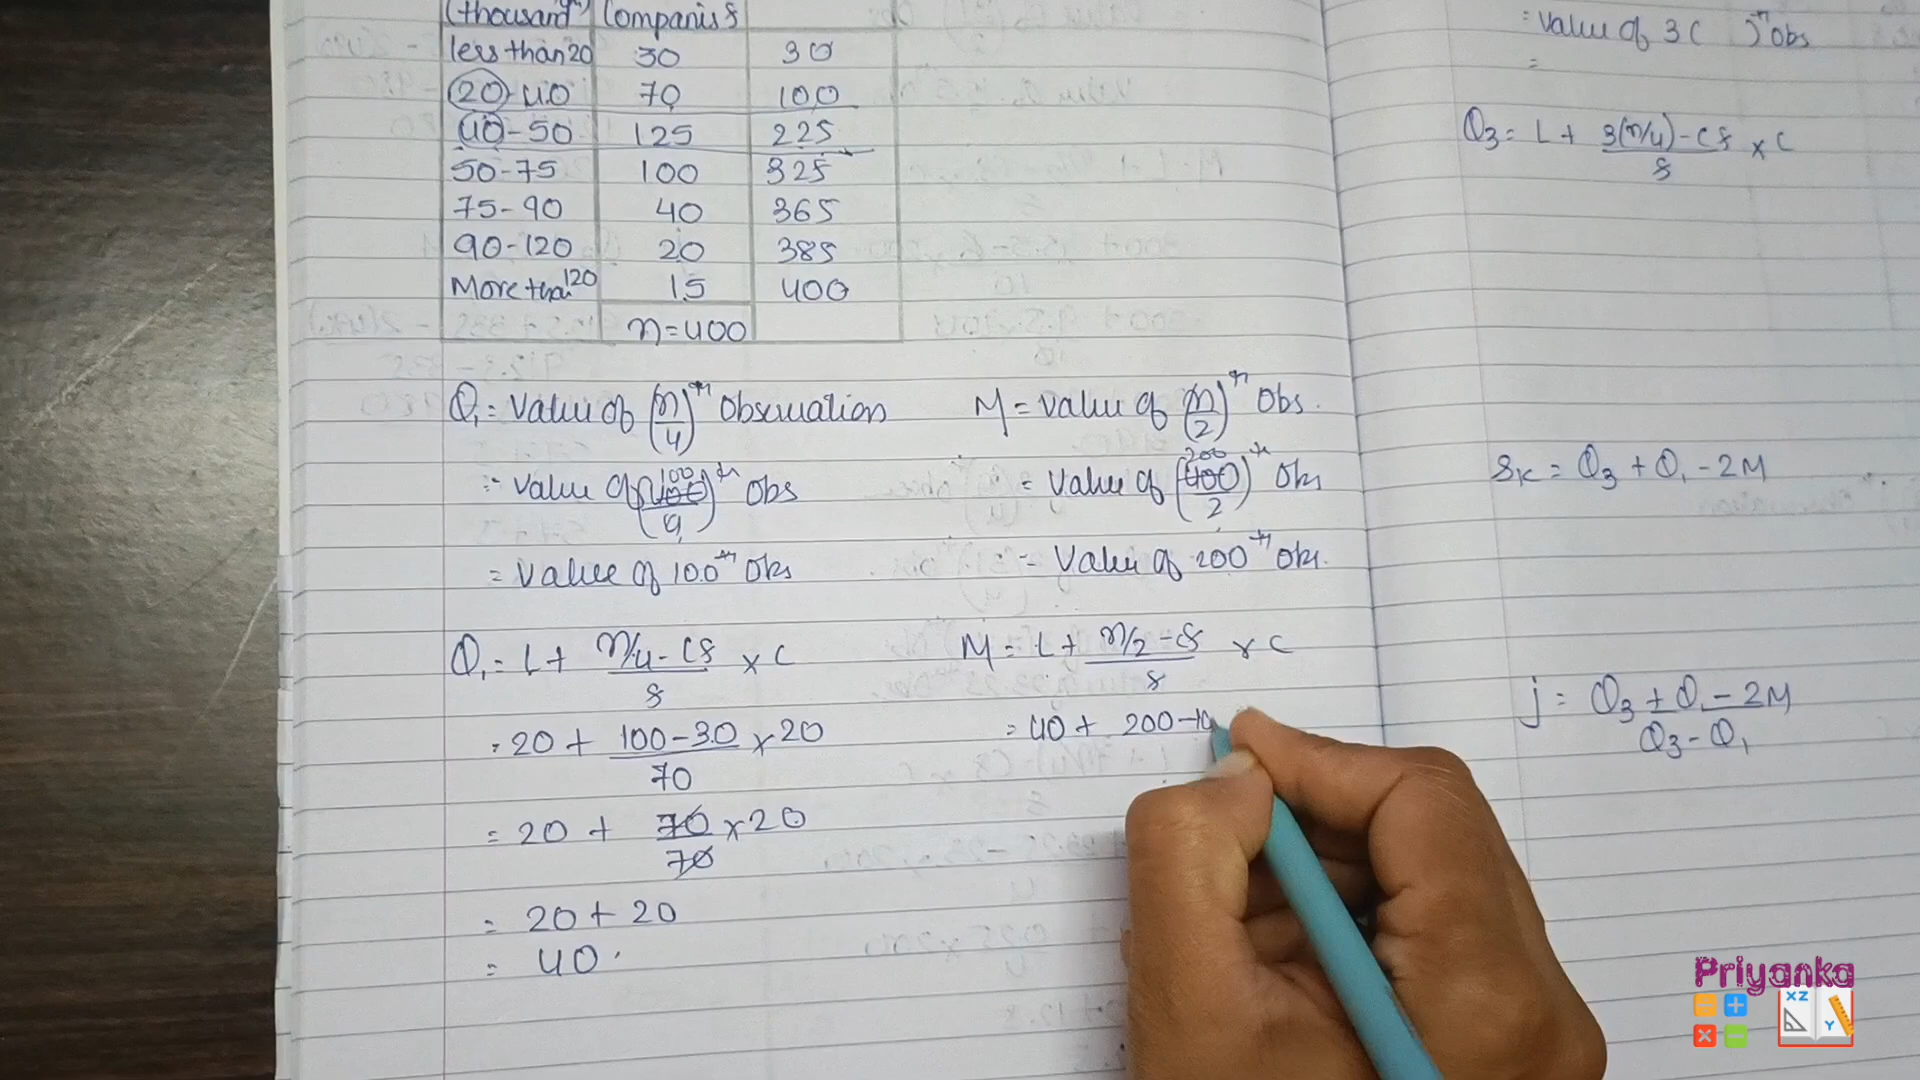 (thousand) Companis
less than 20 30 30
20-40 70 100
40-50 125 225
50-75 100 325
75-90 40 365
90-120 20 385
More than 120 15 400
n=400
Q₁ = Value of (n/4)th Observation
= Value of (400/4)th Obs 100
= Value of 100th Obs
Q₁ = L + n/4 - cf / f × C
= 20 + 100-30 / 70 × 20
= 20 + 70/70 × 20
= 20 + 20
= 40.
M = Value of (n/2)th Obs.
= Value of (400/2)th Obs 200
= Value of 200th Obs.
M = L + n/2 - cf / f × C
= 40 + 200-10
= Value of 3( )th Obs
=
Q₃ = L + 3(n/4) - cf / f × C
Sk = Q₃ + Q₁ - 2M
j = Q₃ + Q₁ - 2M / Q₃ - Q₁
Priyanka
XZ
Y